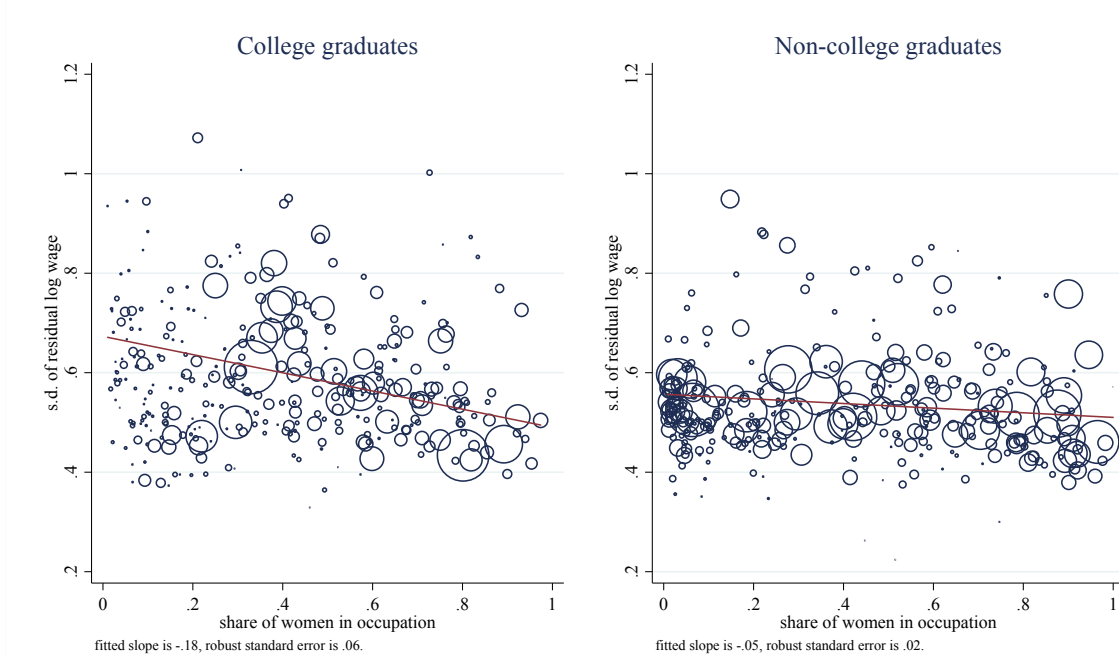 College graduates
1.2
1
.8
.6
.4
.2
s.d. of residual log wage
0 .2 .4 .6 .8 1
share of women in occupation
fitted slope is -.18, robust standard error is .06.
Non-college graduates
1.2
1
.8
.6
.4
.2
s.d. of residual log wage
0 .2 .4 .6 .8 1
share of women in occupation
fitted slope is -.05, robust standard error is .02.